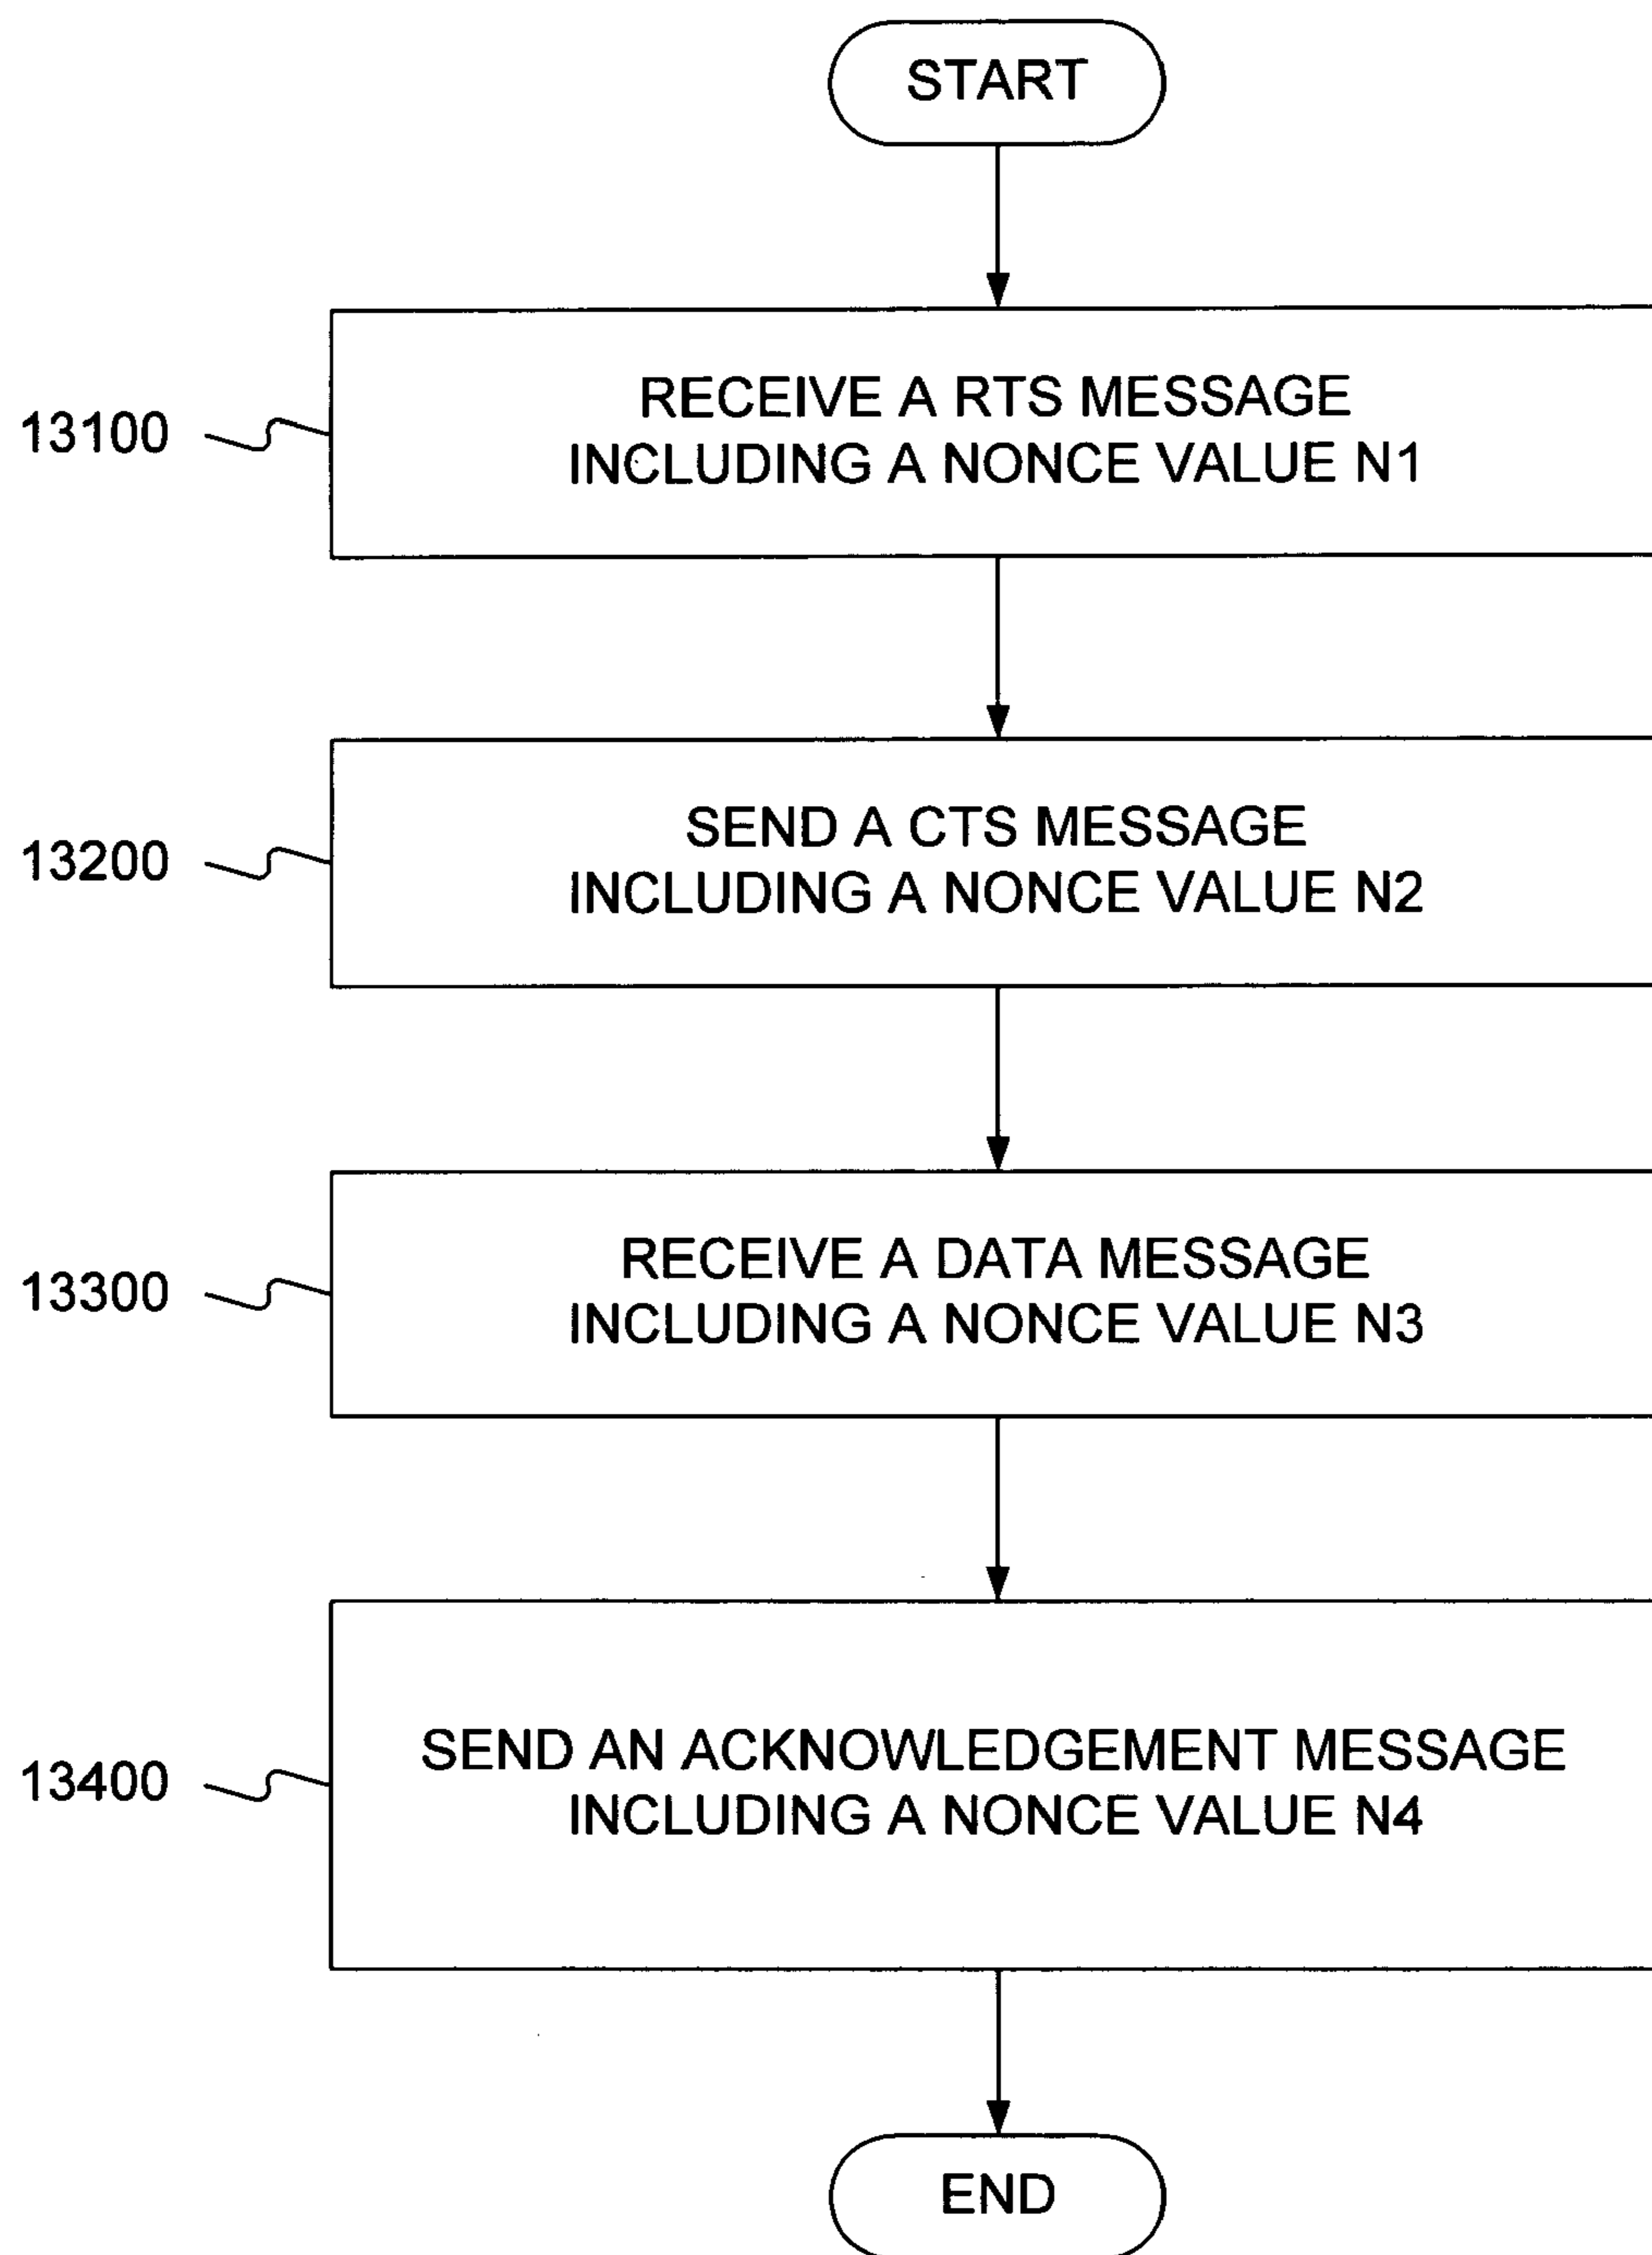 START
RECEIVE A RTS MESSAGE
INCLUDING A NONCE VALUE N1
13100
SEND A CTS MESSAGE
INCLUDING A NONCE VALUE N2
13200
RECEIVE A DATA MESSAGE
INCLUDING A NONCE VALUE N3
13300
SEND AN ACKNOWLEDGEMENT MESSAGE
INCLUDING A NONCE VALUE N4
13400
END